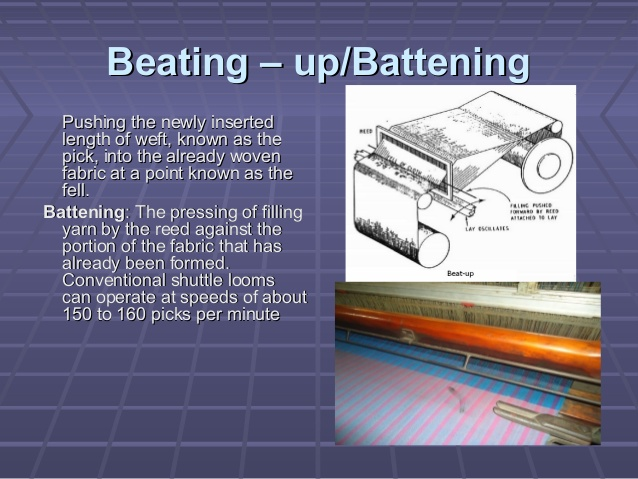 Beating – up/Battening
Pushing the newly inserted
length of weft, known as the
pick, into the already woven
fabric at a point known as the
fell.
Battening: The pressing of filling
yarn by the reed against the
portion of the fabric that has
already been formed.
Conventional shuttle looms
can operate at speeds of about
150 to 160 picks per minute
REED
FILLING PUSHED
FORWARD BY REED
ATTACHED TO LAY
LAY OSCILLATES
Beat-up